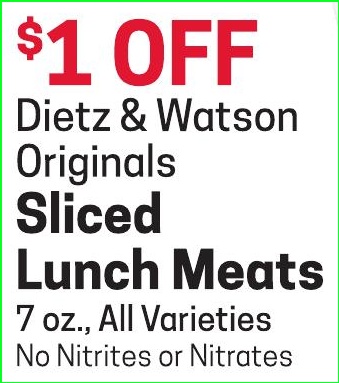 $1 OFF
Dietz & Watson
Originals
Sliced
Lunch Meats
7 oz., All Varieties
No Nitrites or Nitrates